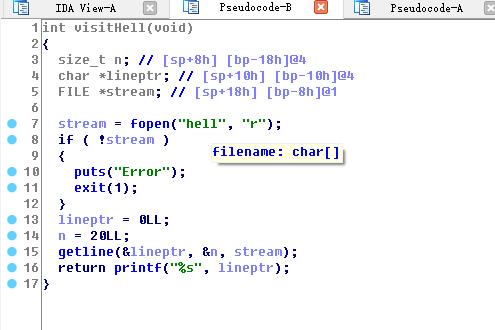 IDA View-A Pseudocode-B Pseudocode-A
1 int visitHell(void)
2 {
3 size_t n; // [sp+8h] [bp-18h]@4
4 char *lineptr; // [sp+10h] [bp-10h]@4
5 FILE *stream; // [sp+18h] [bp-8h]@1
6
7 stream = fopen("hell", "r");
8 if ( !stream )
filename: char[]
9 {
10 puts("Error");
11 exit(1);
12 }
13 lineptr = 0LL;
14 n = 20LL;
15 getline(&lineptr, &n, stream);
16 return printf("%s", lineptr);
17 }